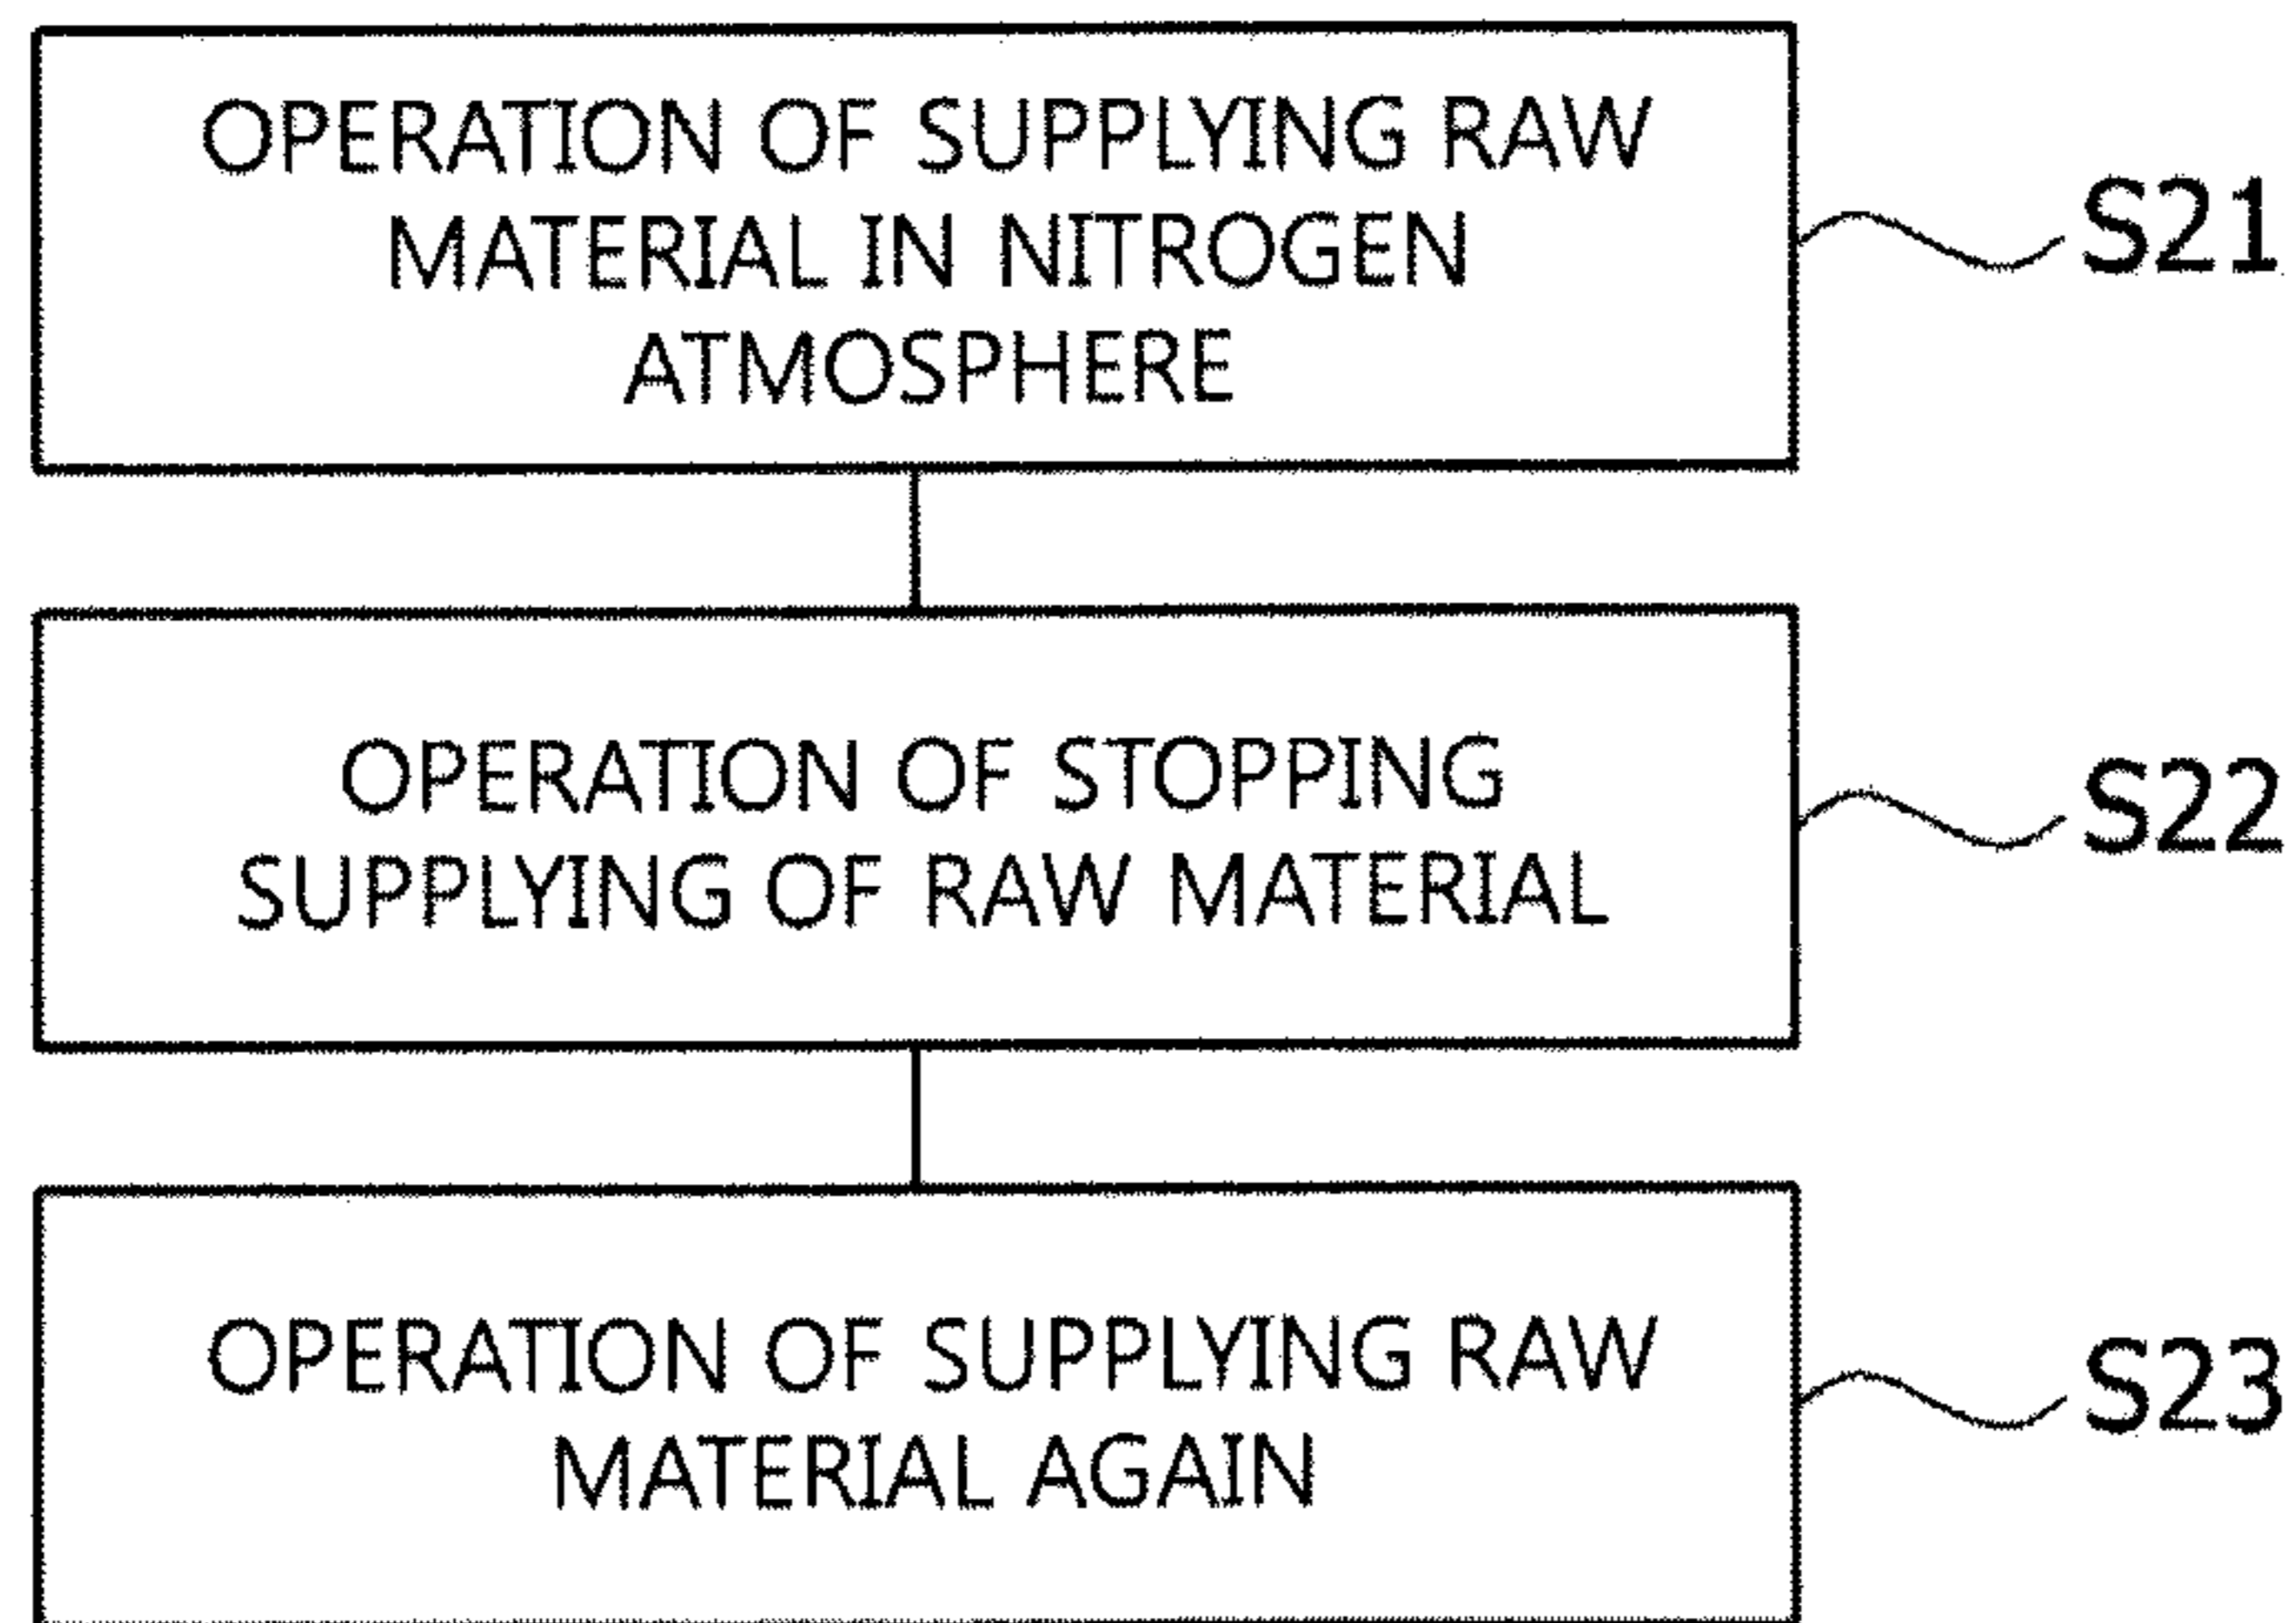 OPERATION OF SUPPLYING RAW
MATERIAL IN NITROGEN
ATMOSPHERE
S21
OPERATION OF STOPPING
SUPPLYING OF RAW MATERIAL
S22
OPERATION OF SUPPLYING RAW
MATERIAL AGAIN
S23